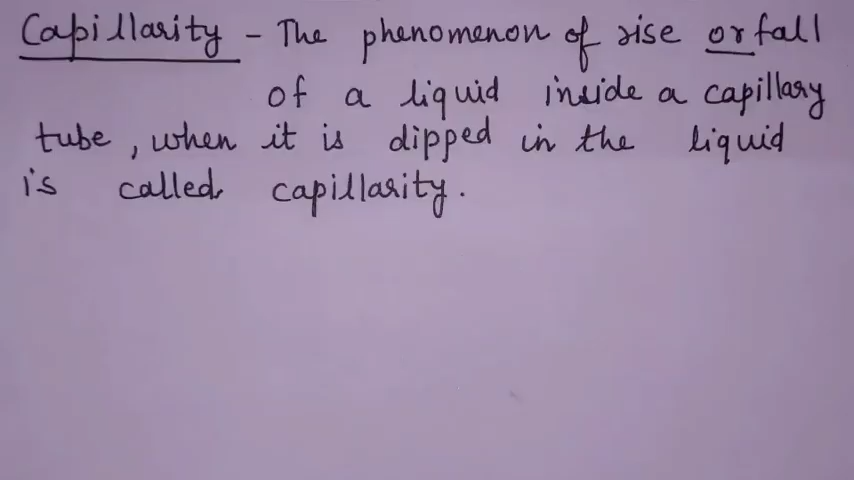 Capillarity - The phenomenon of rise or fall
of a liquid inside a capillary
tube, when it is dipped in the liquid
is called capillarity.